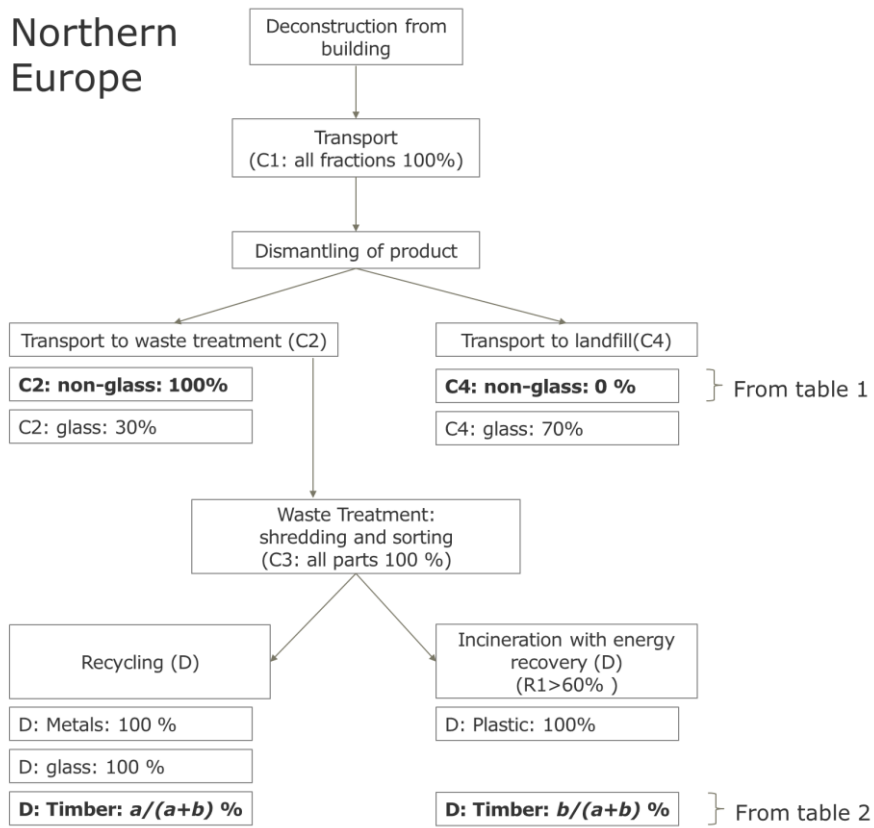 Northern
Europe
Deconstruction from
building
Transport
(C1: all fractions 100%)
Dismantling of product
Transport to waste treatment (C2)
Transport to landfill(C4)
C2: non-glass: 100%
C4: non-glass: 0 %
From table 1
C2: glass: 30%
C4: glass: 70%
Waste Treatment:
shredding and sorting
(C3: all parts 100 %)
Recycling (D)
Incineration with energy
recovery (D)
(R1>60% )
D: Metals: 100 %
D: Plastic: 100%
D: glass: 100 %
D: Timber: a/(a+b) %
D: Timber: b/(a+b) %
From table 2